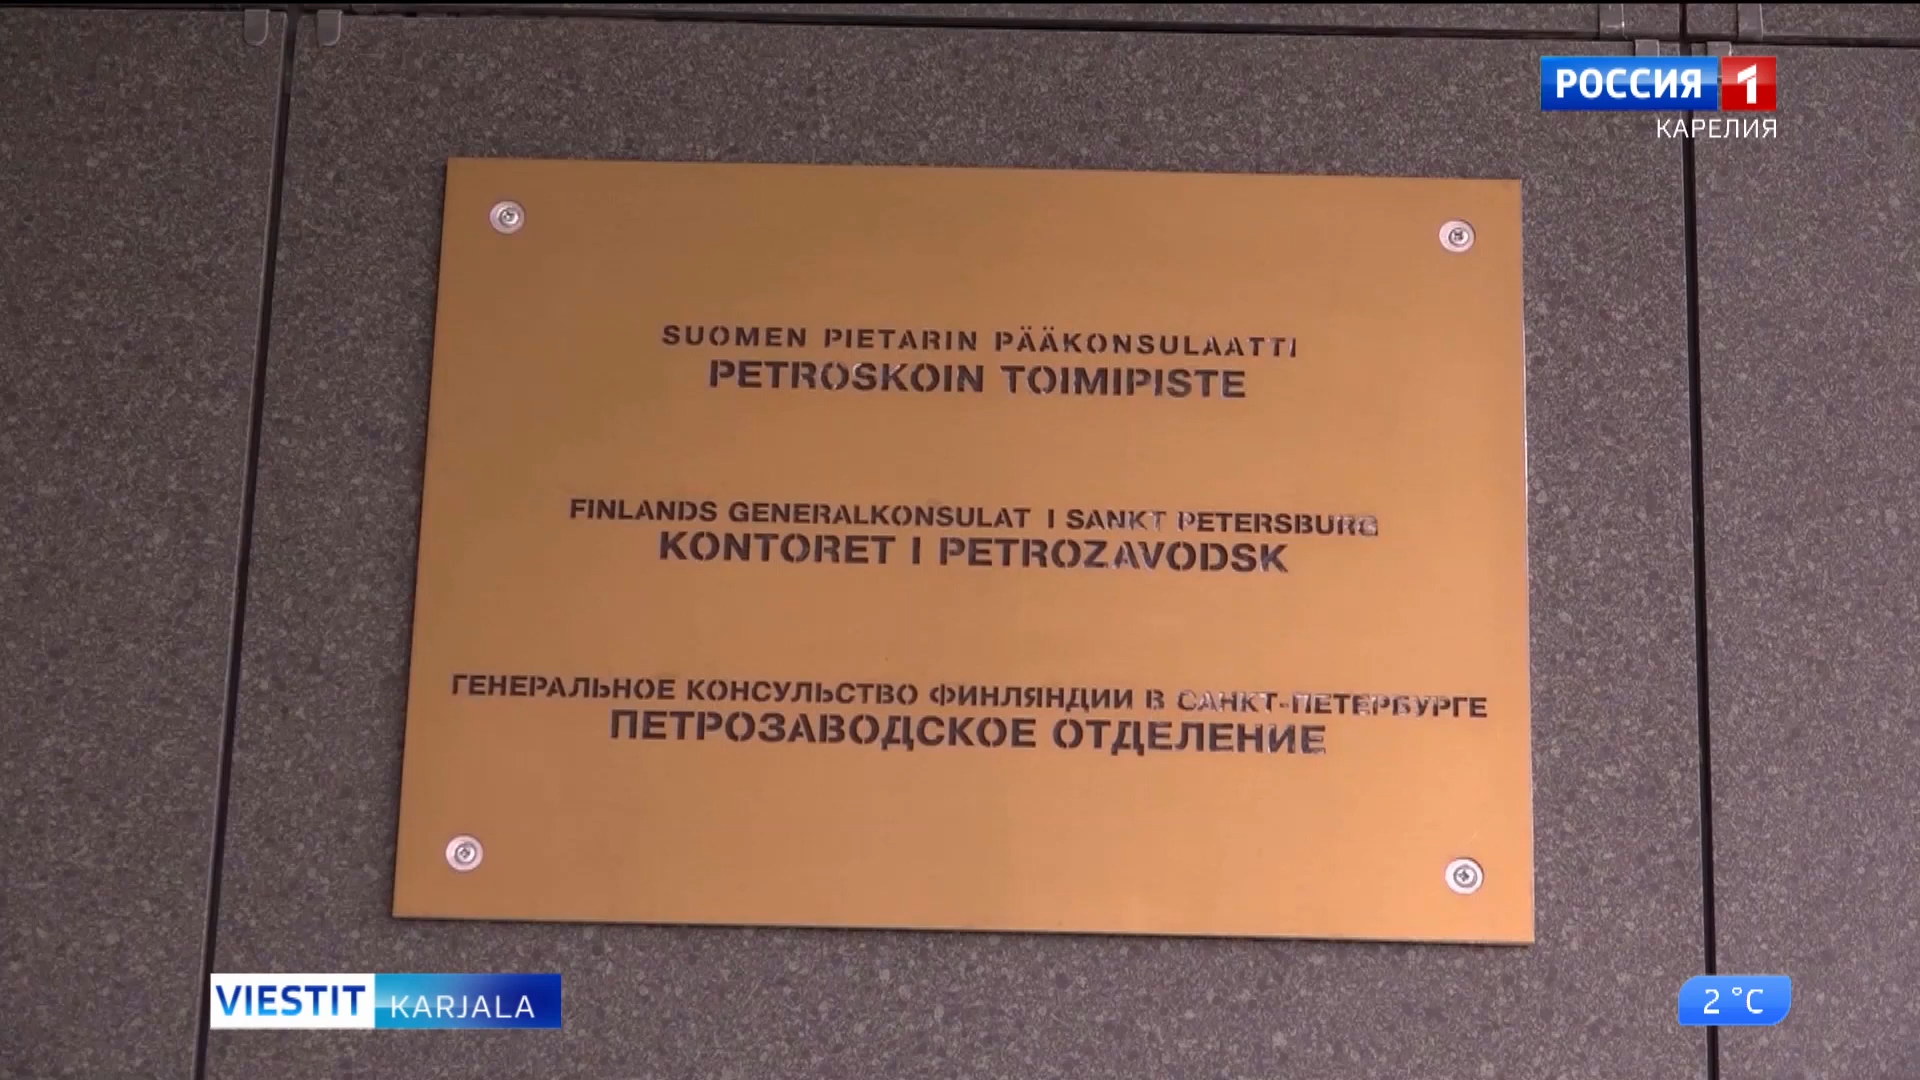 РОССИЯ 1
КАРЕЛИЯ
SUOMEN PIETARIN PÄÄKONSULAATTI
PETROSKOIN TOIMIPISTE
FINLANDS GENERALKONSULAT I SANKT PETERSBURG
KONTORET I PETROZAVODSK
ГЕНЕРАЛЬНОЕ КОНСУЛЬСТВО ФИНЛЯНДИИ В САНКТ-ПЕТЕРБУРГЕ
ПЕТРОЗАВОДСКОЕ ОТДЕЛЕНИЕ
VIESTIT KARJALA
2 °C